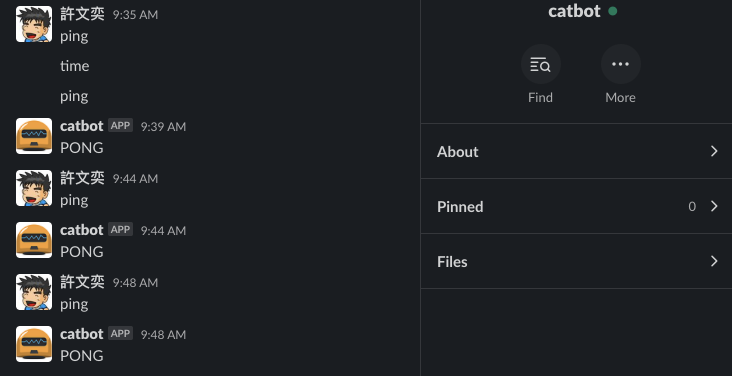 許文奕 9:35 AM
ping
time
ping
catbot APP 9:39 AM
PONG
許文奕 9:44 AM
ping
catbot APP 9:44 AM
PONG
許文奕 9:48 AM
ping
catbot APP 9:48 AM
PONG
catbot
Find
More
About
Pinned 0
Files